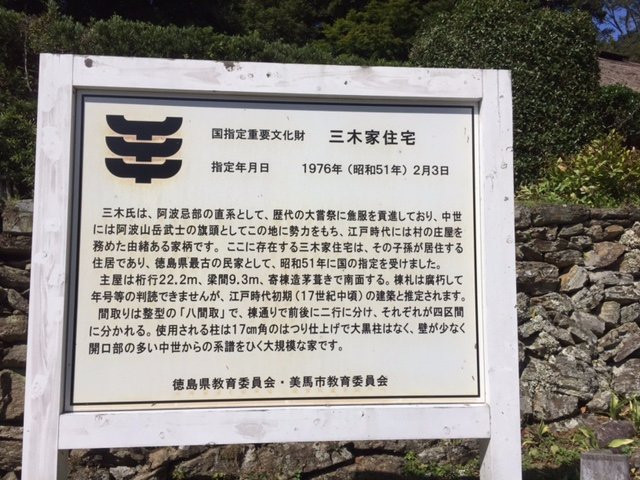 国指定重要文化財 三木家住宅
指定年月日 1976年（昭和51年）2月3日
三木氏は、阿波忌部の直系として、歴代の大嘗祭に麁服を貢進しており、中世
には阿波山岳武士の旗頭としてこの地に勢力をもち、江戸時代には村の庄屋を
務めた由緒ある家柄です。ここに存在する三木家住宅は、その子孫が居住する
住居であり、徳島県最古の民家として、昭和51年に国の指定を受けました。
主屋は桁行22.2m、梁間9.3m、寄棟造茅葺きで南面する。棟札は腐朽して
年号等の判読できませんが、江戸時代初期（17世紀中頃）の建築と推定されます。
間取りは整型の「八間取」で、棟通りで前後に二行に分け、それぞれが四区間
に分かれる。使用される柱は17㎝角のはつり仕上げで大黒柱はなく、壁が少なく
開口部の多い中世からの系譜をひく大規模な家です。
徳島県教育委員会・美馬市教育委員会